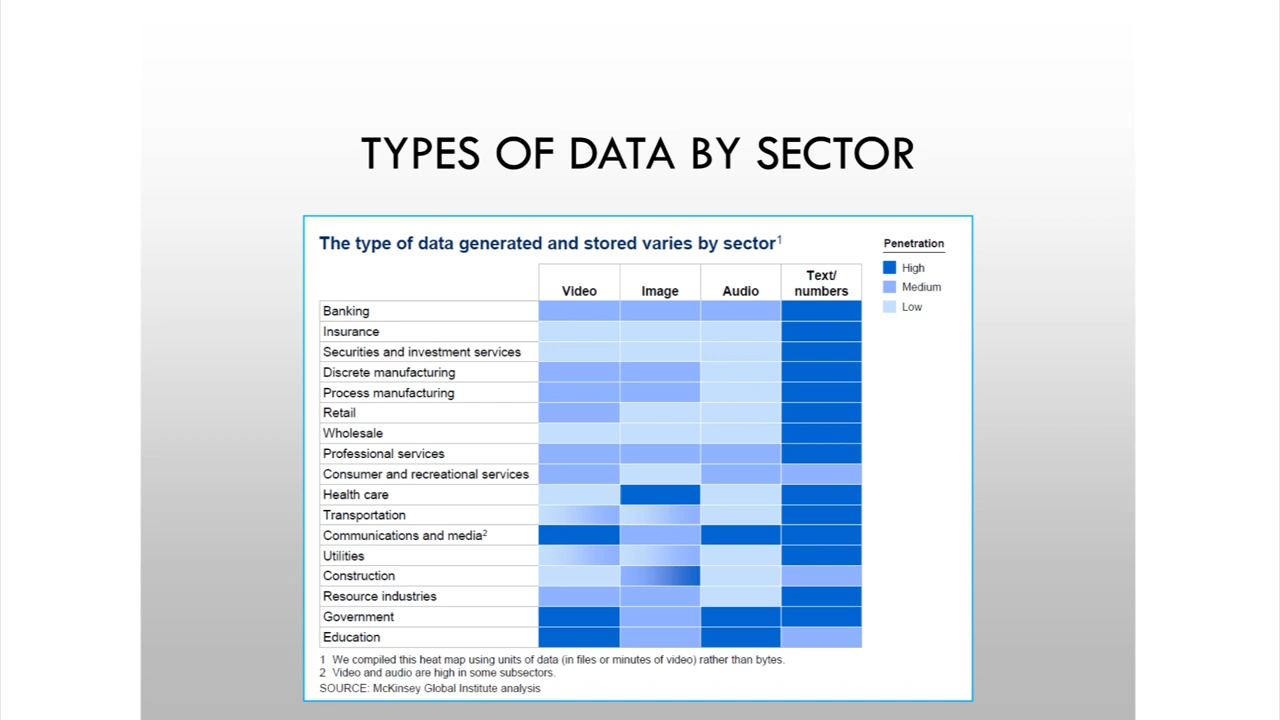 TYPES OF DATA BY SECTOR
The type of data generated and stored varies by sector1
Penetration
High
Medium
Low
Video Image Audio Text/
numbers
Banking
Insurance
Securities and investment services
Discrete manufacturing
Process manufacturing
Retail
Wholesale
Professional services
Consumer and recreational services
Health care
Transportation
Communications and media2
Utilities
Construction
Resource industries
Government
Education
1 We compiled this heat map using units of data (in files or minutes of video) rather than bytes.
2 Video and audio are high in some subsectors.
SOURCE: McKinsey Global Institute analysis